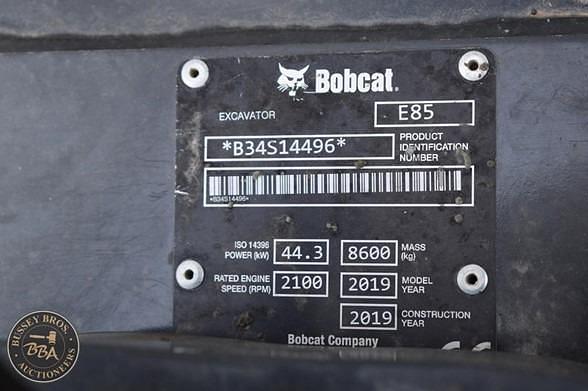 Bobcat.
EXCAVATOR E85
*B34S14496* PRODUCT IDENTIFICATION NUMBER
*B34S14496*
ISO 14396 POWER (kW) 44.3 8600 MASS (kg)
RATED ENGINE SPEED (RPM) 2100 2019 MODEL YEAR
2019 CONSTRUCTION YEAR
Bobcat Company
BUSSEY BROS.
BBA
AUCTIONEERS